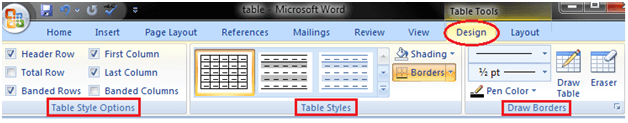 table - Microsoft Word
Table Tools
Home Insert Page Layout References Mailings Review View Design Layout
Header Row First Column
Total Row Last Column
Banded Rows Banded Columns
Table Style Options
Table Styles
Shading
Borders
½ pt
Pen Color
Draw Table
Eraser
Draw Borders